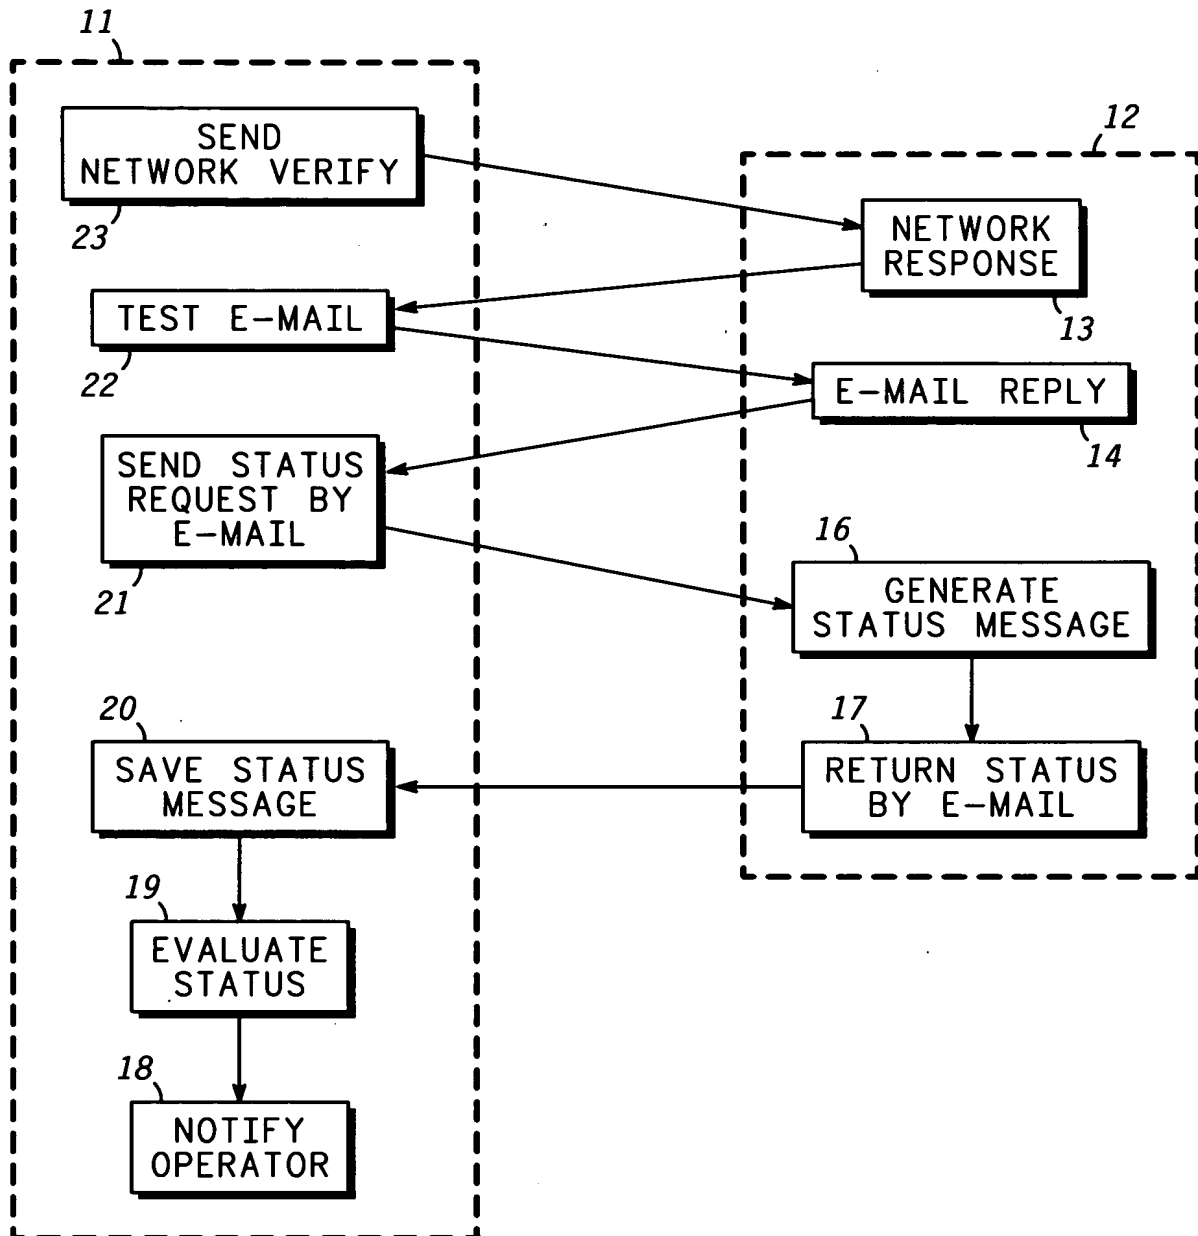 11
SEND
NETWORK VERIFY
23
12
NETWORK
RESPONSE
13
TEST E-MAIL
22
E-MAIL REPLY
14
SEND STATUS
REQUEST BY
E-MAIL
21
16
GENERATE
STATUS MESSAGE
17
RETURN STATUS
BY E-MAIL
20
SAVE STATUS
MESSAGE
19
EVALUATE
STATUS
18
NOTIFY
OPERATOR